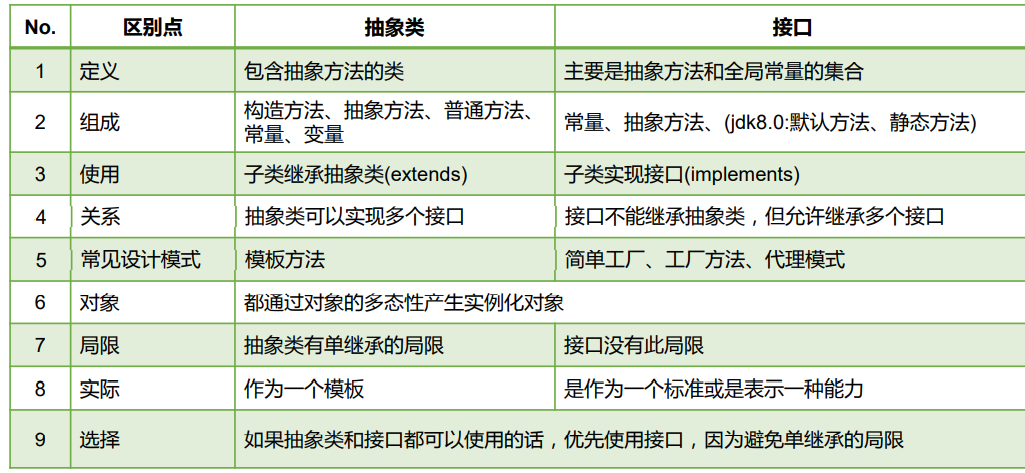 No. 区别点 抽象类 接口
1 定义 包含抽象方法的类 主要是抽象方法和全局常量的集合
2 组成 构造方法、抽象方法、普通方法、
常量、变量 常量、抽象方法、(jdk8.0:默认方法、静态方法)
3 使用 子类继承抽象类(extends) 子类实现接口(implements)
4 关系 抽象类可以实现多个接口 接口不能继承抽象类，但允许继承多个接口
5 常见设计模式 模板方法 简单工厂、工厂方法、代理模式
6 对象 都通过对象的多态性产生实例化对象
7 局限 抽象类有单继承的局限 接口没有此局限
8 实际 作为一个模板 是作为一个标准或是表示一种能力
9 选择 如果抽象类和接口都可以使用的话，优先使用接口，因为避免单继承的局限